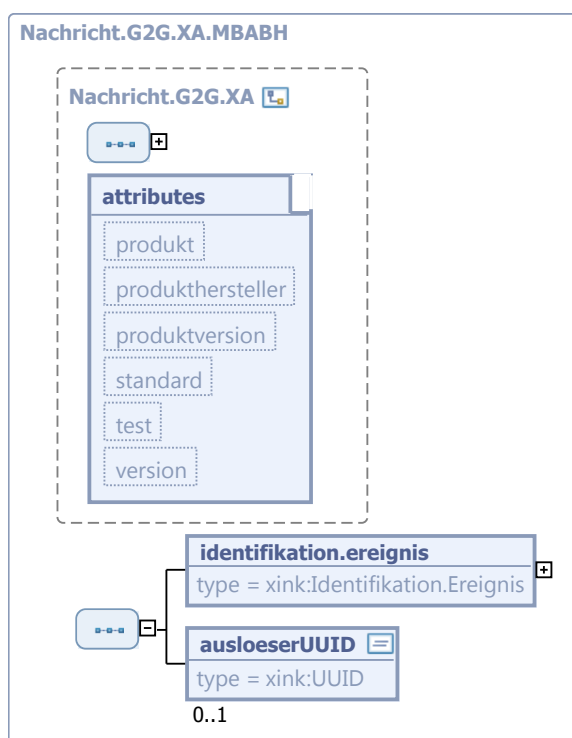 Nachricht.G2G.XA.MBABH
Nachricht.G2G.XA
attributes
produkt
produkthersteller
produktversion
standard
test
version
identifikation.ereignis
type = xink:Identifikation.Ereignis
ausloeserUUID
type = xink:UUID
0..1